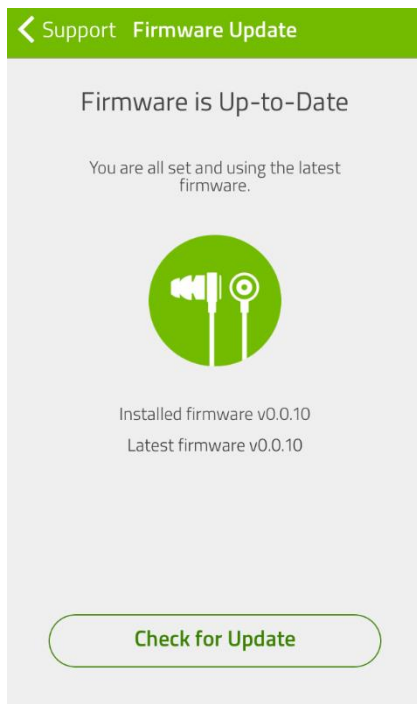 Support Firmware Update
Firmware is Up-to-Date
You are all set and using the latest
firmware.
Installed firmware v0.0.10
Latest firmware v0.0.10
Check for Update